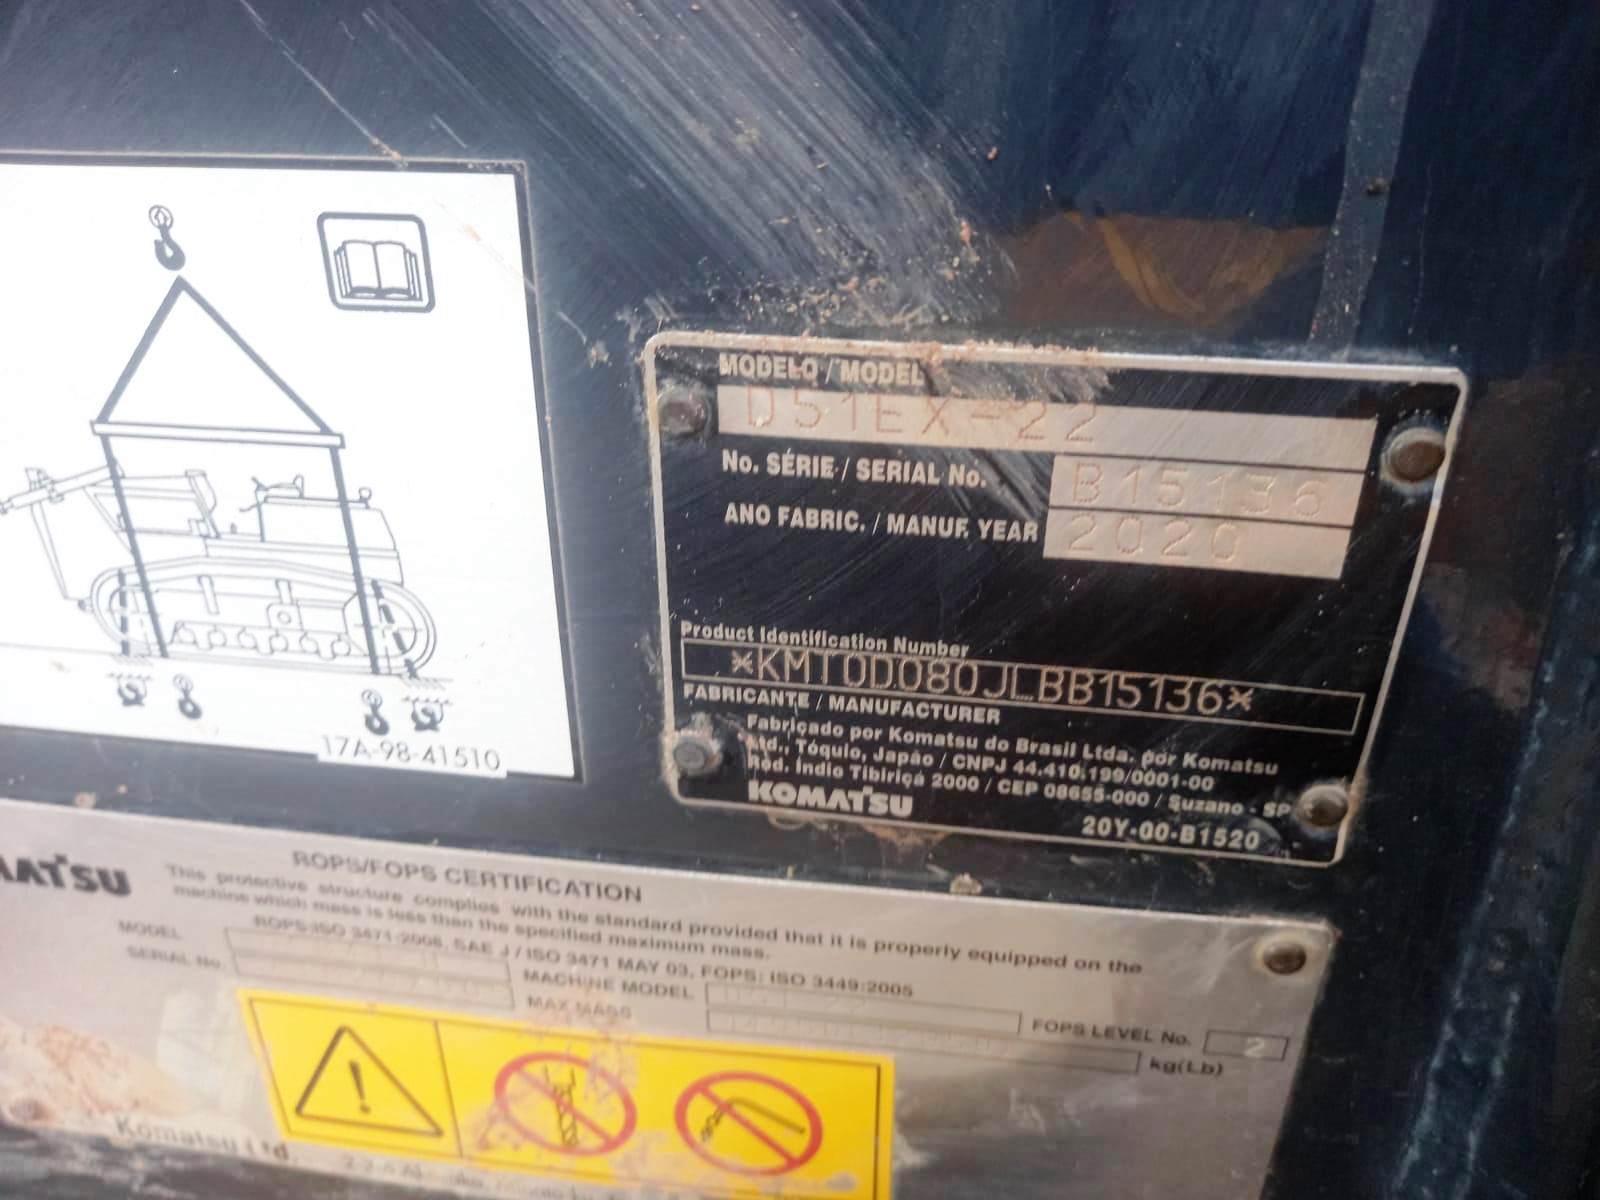 MODELO / MODEL
D51EX-22
No. SÉRIE / SERIAL No.
B15136
ANO FABRIC. / MANUF. YEAR
2020
Product Identification Number
*KMT0D080JLBB15136*
FABRICANTE / MANUFACTURER
Fabricado por Komatsu do Brasil Ltda. por Komatsu
Ltd., Tóquio, Japão / CNPJ 44.410.199/0001-00
Rod. Índio Tibiriçá 2000 / CEP 08655-000 / Suzano - SP
KOMATSU
20Y-00-B1520
17A-98-41510
MATSU
ROPS/FOPS CERTIFICATION
This protective structure complies with the standard provided that it is properly equipped on the
machine which mass is less than the specified maximum mass.
ROPS:ISO 3471:2008, SAE J / ISO 3471 MAY 03, FOPS: ISO 3449:2005
MODEL
SERIAL No.
MACHINE MODEL
MAX MASS
FOPS LEVEL No. 2
kg(Lb)
Komatsu Ltd.